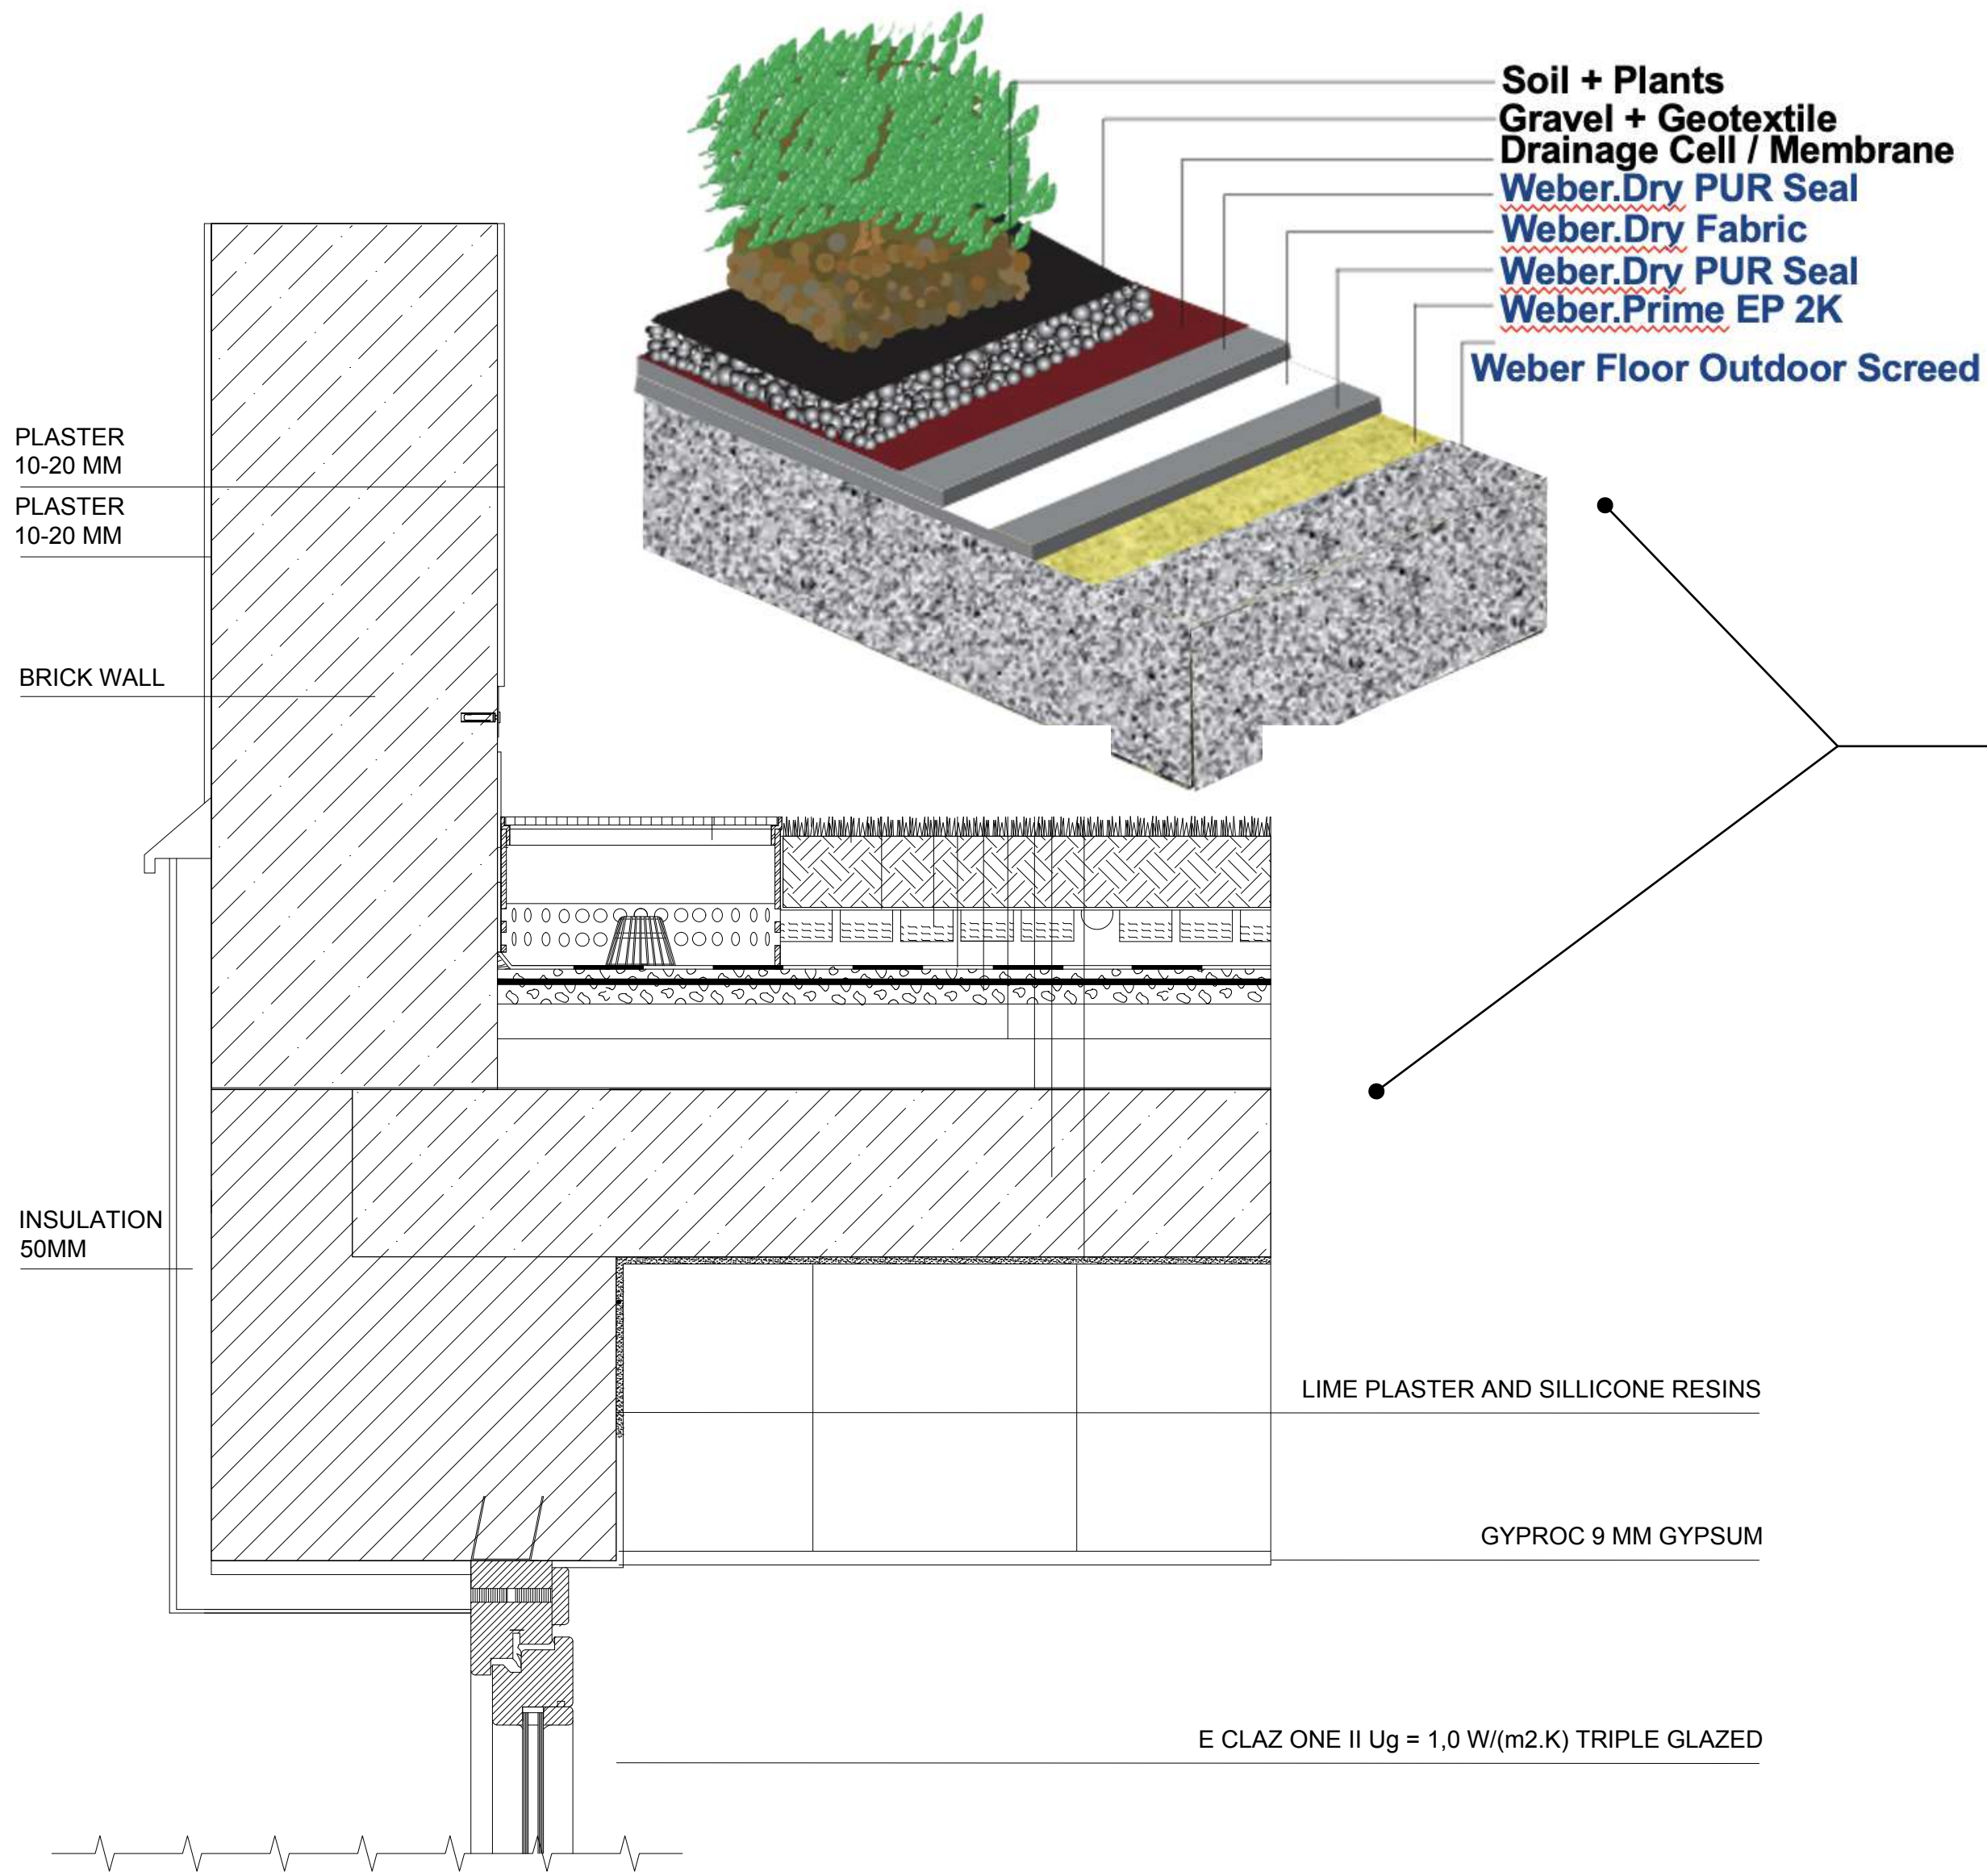 Soil + Plants
Gravel + Geotextile
Drainage Cell / Membrane
Weber.Dry PUR Seal
Weber.Dry Fabric
Weber.Dry PUR Seal
Weber.Prime EP 2K
Weber Floor Outdoor Screed
PLASTER
10-20 MM
PLASTER
10-20 MM
BRICK WALL
INSULATION
50MM
LIME PLASTER AND SILLICONE RESINS
GYPROC 9 MM GYPSUM
E CLAZ ONE II Ug = 1,0 W/(m2.K) TRIPLE GLAZED